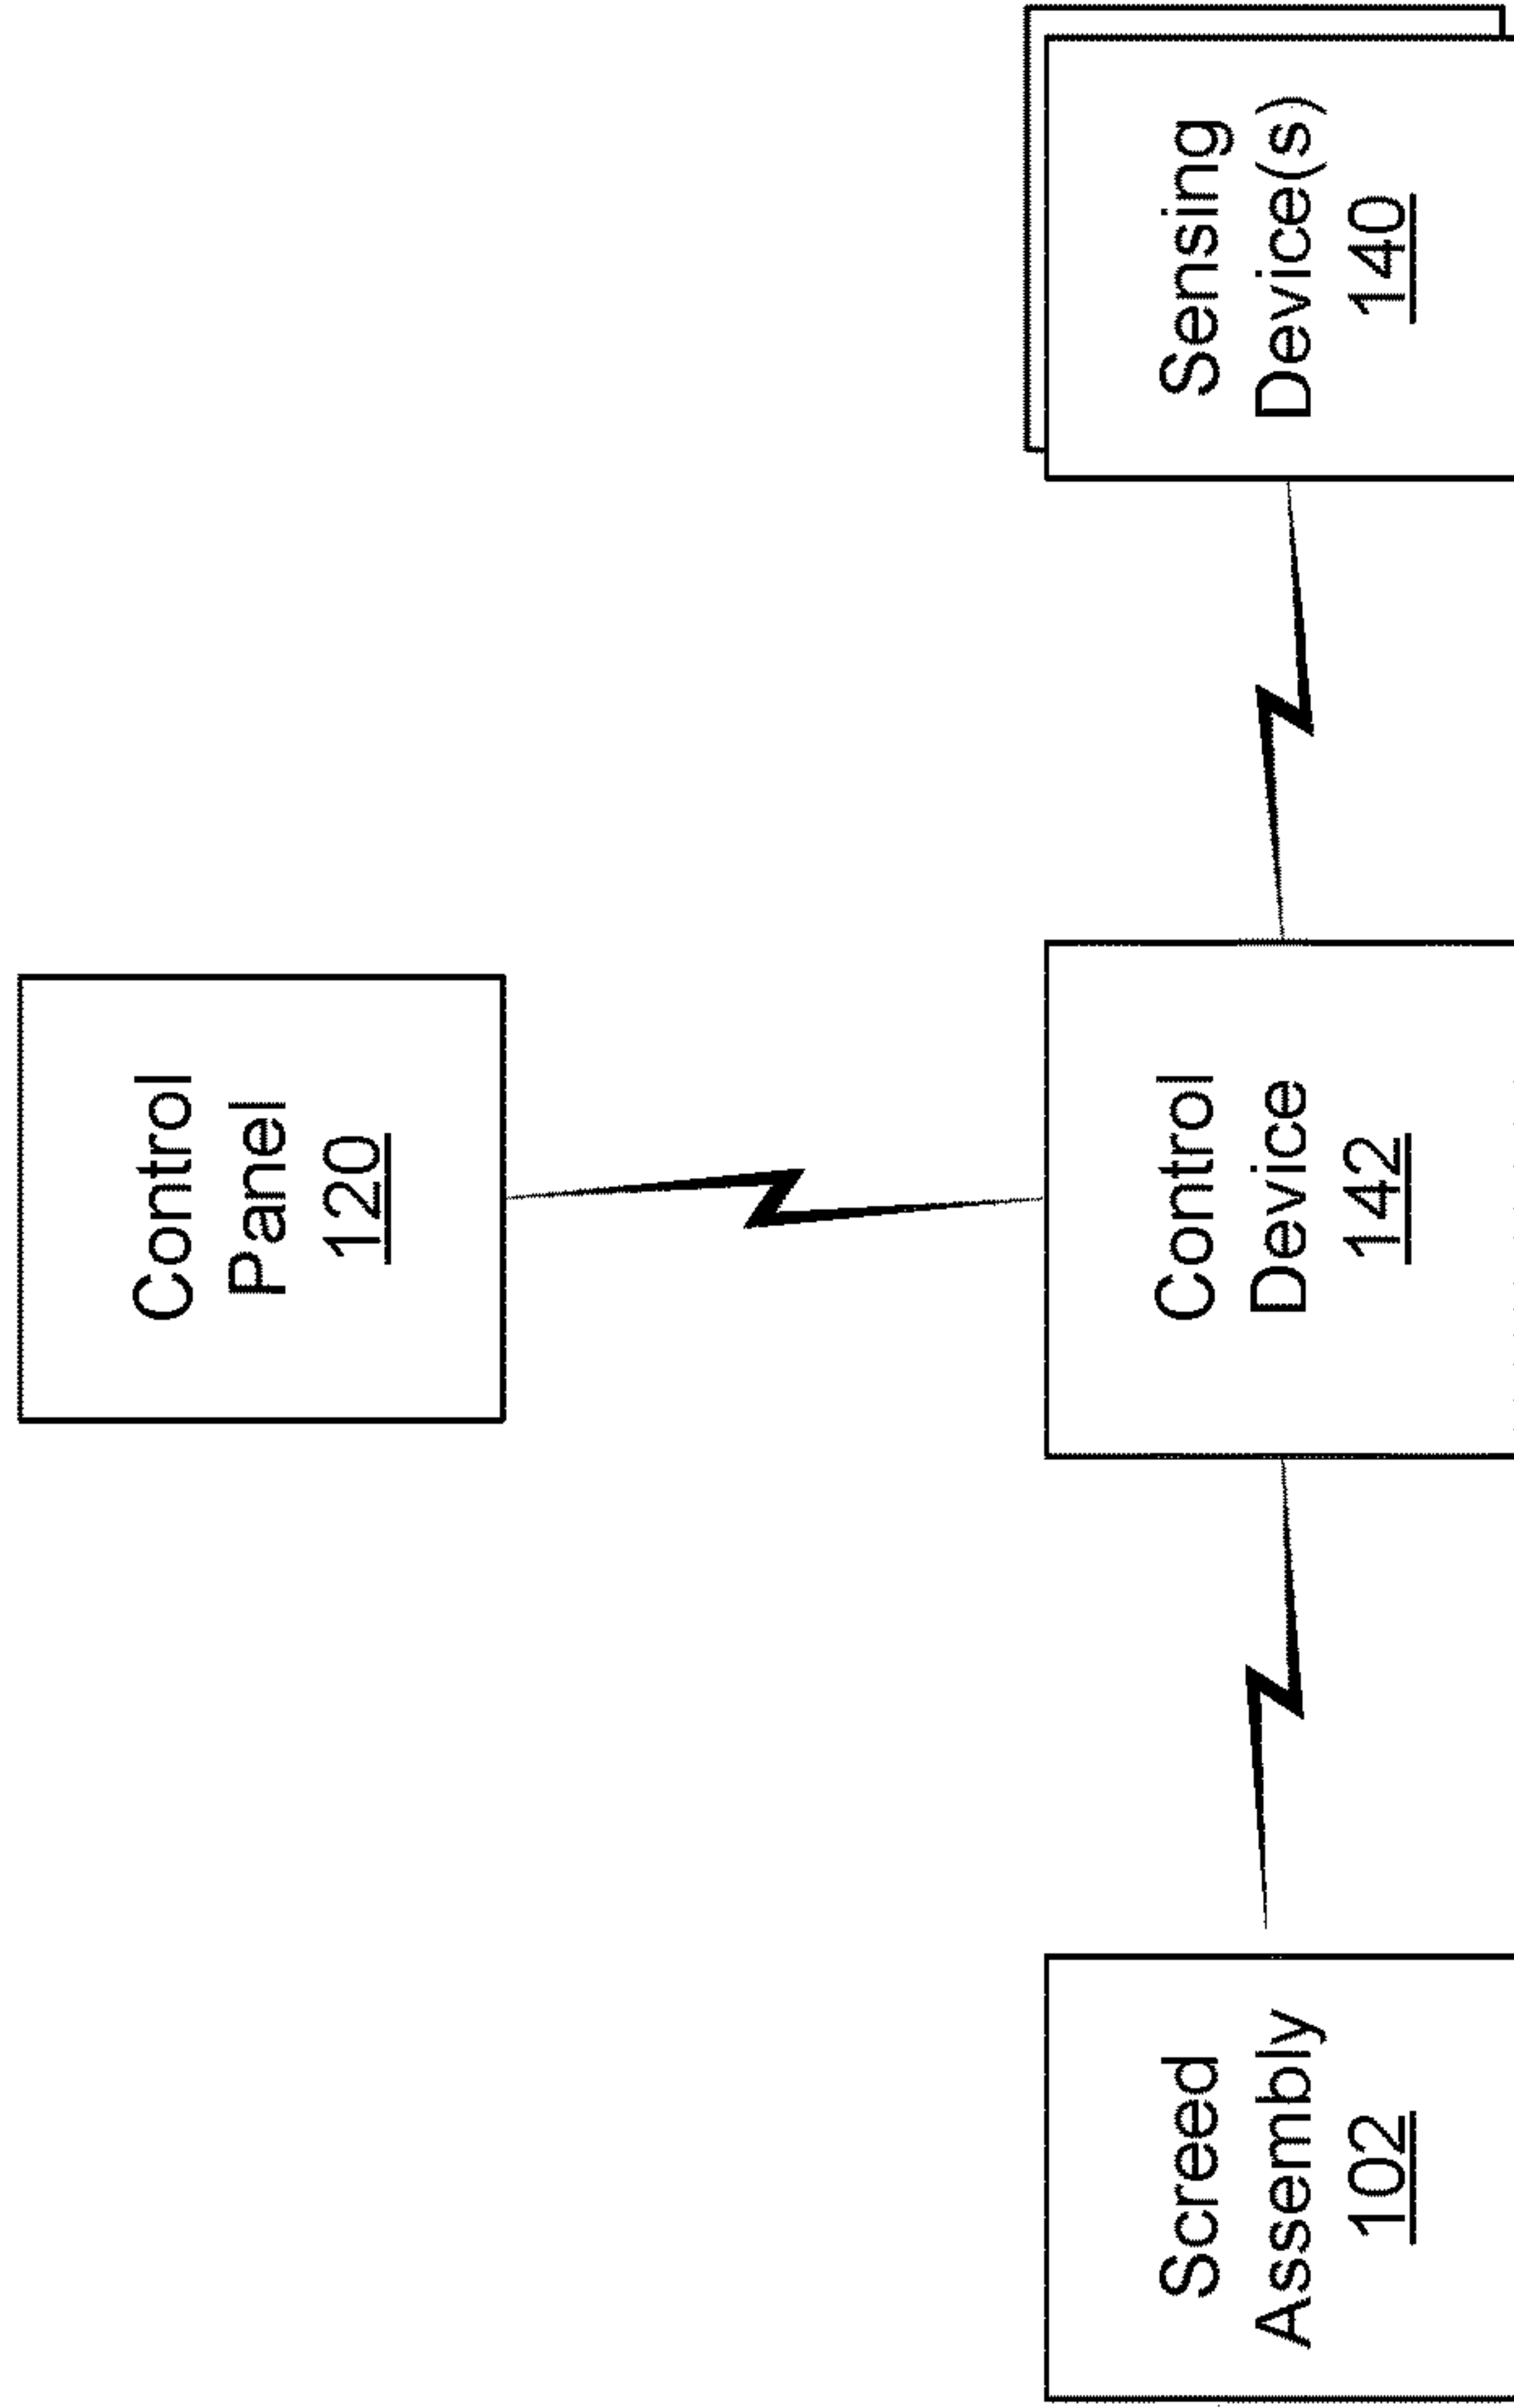 Control
Panel
120
Screed
Assembly
102
Control
Device
142
Sensing
Device(s)
140